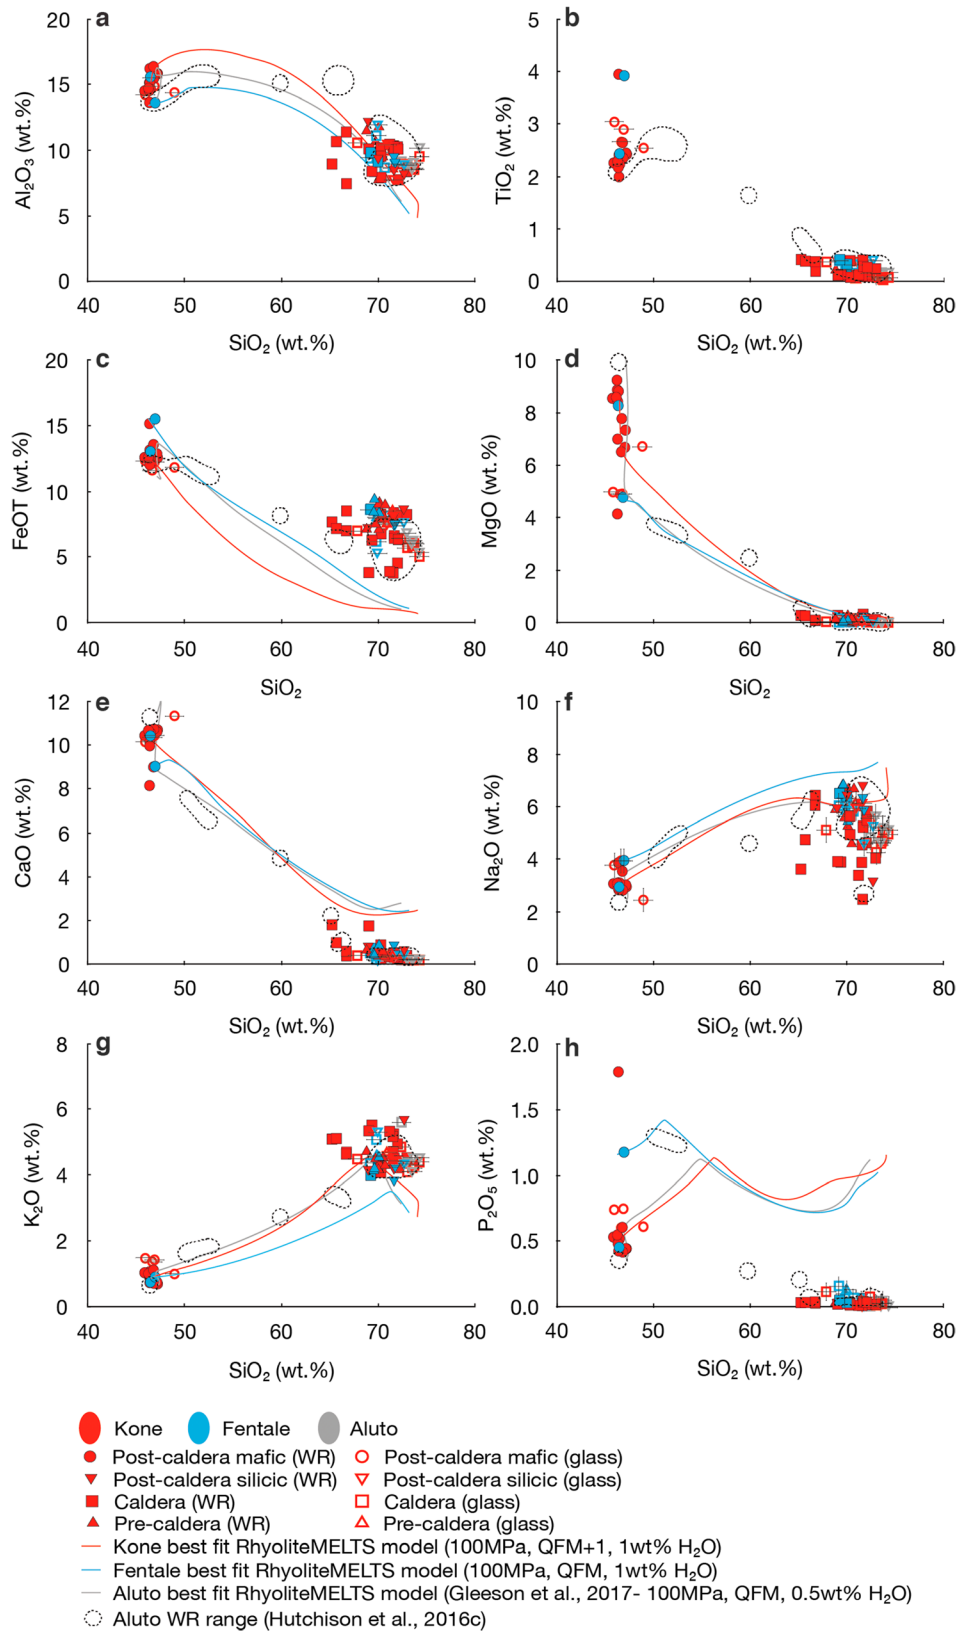 a
20
15
10
5
0
Al₂O₃ (wt.%)
40 50 60 70 80
SiO₂ (wt.%)
b
5
4
3
2
1
0
TiO₂ (wt.%)
40 50 60 70 80
SiO₂ (wt.%)
c
20
15
10
5
0
FeOT (wt.%)
40 50 60 70 80
SiO₂
d
10
8
6
4
2
0
MgO (wt.%)
40 50 60 70 80
SiO₂
e
12
10
8
6
4
2
0
CaO (wt.%)
40 50 60 70 80
SiO₂ (wt.%)
f
10
8
6
4
2
0
Na₂O (wt.%)
40 50 60 70 80
SiO₂ (wt.%)
g
8
6
4
2
0
K₂O (wt.%)
40 50 60 70 80
SiO₂ (wt.%)
h
2.0
1.5
1.0
0.5
0.0
P₂O₅ (wt.%)
40 50 60 70 80
SiO₂ (wt.%)
Kone Fentale Aluto
Post-caldera mafic (WR) Post-caldera mafic (glass)
Post-caldera silicic (WR) Post-caldera silicic (glass)
Caldera (WR) Caldera (glass)
Pre-caldera (WR) Pre-caldera (glass)
Kone best fit RhyoliteMELTS model (100MPa, QFM+1, 1wt% H₂O)
Fentale best fit RhyoliteMELTS model (100MPa, QFM, 1wt% H₂O)
Aluto best fit RhyoliteMELTS model (Gleeson et al., 2017- 100MPa, QFM, 0.5wt% H₂O)
Aluto WR range (Hutchison et al., 2016c)